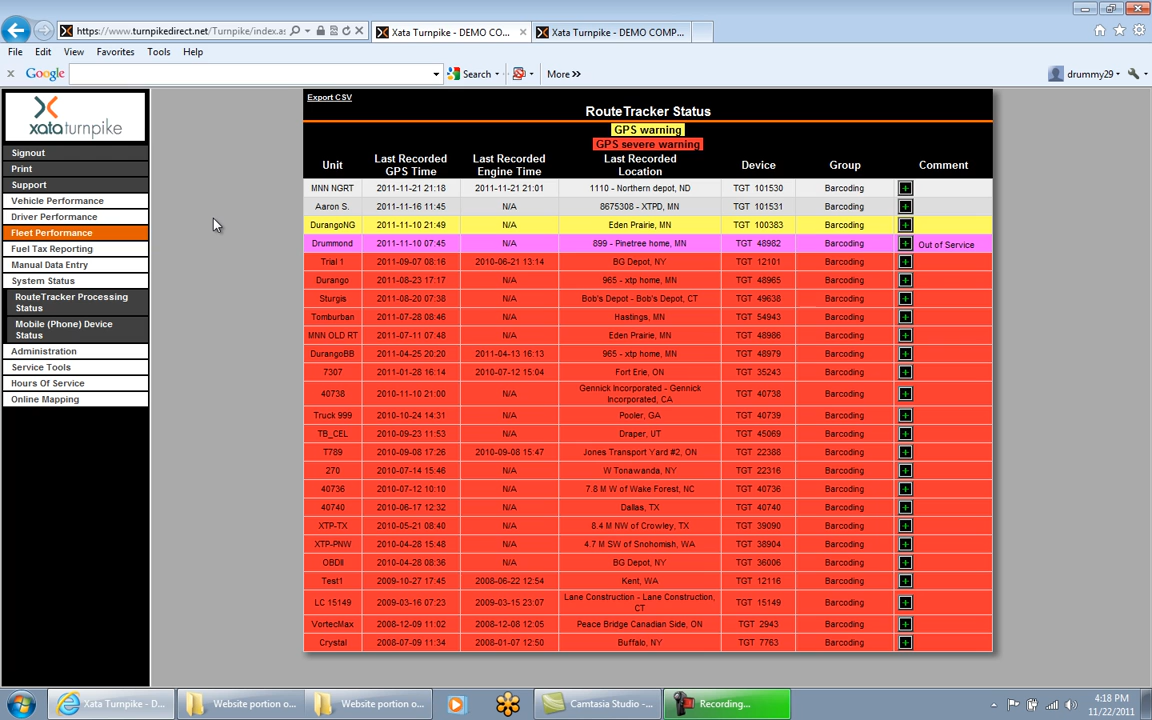 https://www.turnpikedirect.net/Turnpike/index.as
Xata Turnpike - DEMO CO...
Xata Turnpike - DEMO COMP...
File Edit View Favorites Tools Help
Google Search More »
drummy29
xataturnpike
Signout
Print
Support
Vehicle Performance
Driver Performance
Fleet Performance
Fuel Tax Reporting
Manual Data Entry
System Status
RouteTracker Processing
Status
Mobile (Phone) Device
Status
Administration
Service Tools
Hours Of Service
Online Mapping
Export CSV
RouteTracker Status
GPS warning
GPS severe warning
Unit Last Recorded GPS Time Last Recorded Engine Time Last Recorded Location Device Group Comment
MNN NGRT 2011-11-21 21:18 2011-11-21 21:01 1110 - Northern depot, ND TGT 101530 Barcoding
Aaron S. 2011-11-16 11:45 N/A 8675308 - XTPD, MN TGT 101531 Barcoding
DurangoNG 2011-11-10 21:49 N/A Eden Prairie, MN TGT 100383 Barcoding
Drummond 2011-11-10 07:45 N/A 899 - Pinetree home, MN TGT 48982 Barcoding Out of Service
Trial 1 2011-09-07 08:16 2010-06-21 13:14 BG Depot, NY TGT 12101 Barcoding
Durango 2011-08-23 17:17 N/A 965 - xtp home, MN TGT 48965 Barcoding
Sturgis 2011-08-20 07:38 N/A Bob's Depot - Bob's Depot, CT TGT 49638 Barcoding
Tomburban 2011-07-28 08:46 N/A Hastings, MN TGT 54943 Barcoding
MNN OLD RT 2011-07-11 07:48 N/A Eden Prairie, MN TGT 48986 Barcoding
DurangoBB 2011-04-25 20:20 2011-04-13 16:13 965 - xtp home, MN TGT 48979 Barcoding
7307 2011-01-28 16:14 2010-07-12 15:04 Fort Erie, ON TGT 35243 Barcoding
40738 2010-11-10 21:00 N/A Gennick Incorporated - Gennick Incorporated, CA TGT 40738 Barcoding
Truck 999 2010-10-24 14:31 N/A Pooler, GA TGT 40739 Barcoding
TB_CEL 2010-09-23 11:53 N/A Draper, UT TGT 45069 Barcoding
T789 2010-09-08 17:26 2010-09-08 15:47 Jones Transport Yard #2, ON TGT 22388 Barcoding
270 2010-07-14 15:46 N/A W Tonawanda, NY TGT 22316 Barcoding
40736 2010-07-12 10:10 N/A 7.8 M W of Wake Forest, NC TGT 40736 Barcoding
40740 2010-06-17 12:32 N/A Dallas, TX TGT 40740 Barcoding
XTP-TX 2010-05-21 08:40 N/A 8.4 M NW of Crowley, TX TGT 39090 Barcoding
XTP-PNW 2010-04-28 15:48 N/A 4.7 M SW of Snohomish, WA TGT 38904 Barcoding
OBDII 2010-04-28 08:36 N/A BG Depot, NY TGT 36006 Barcoding
Test1 2009-10-27 17:45 2008-06-22 12:54 Kent, WA TGT 12116 Barcoding
LC 15149 2009-03-16 07:23 2009-03-15 23:07 Lane Construction - Lane Construction, CT TGT 15149 Barcoding
VortecMax 2008-12-09 11:02 2008-12-08 12:05 Peace Bridge Canadian Side, ON TGT 2943 Barcoding
Crystal 2008-07-09 11:34 2008-01-07 12:50 Buffalo, NY TGT 7763 Barcoding
Xata Turnpike - D...
Website portion o...
Website portion o...
Camtasia Studio -...
Recording...
4:18 PM
11/22/2011